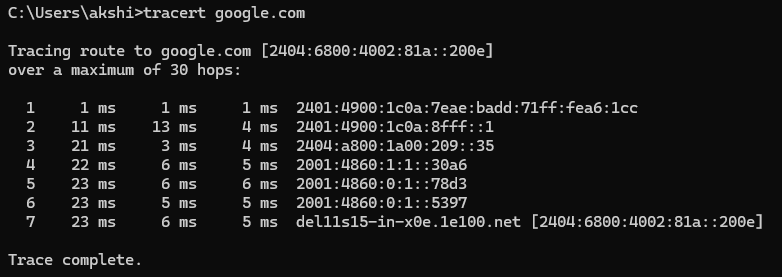 C:\Users\akshi>tracert google.com
Tracing route to google.com [2404:6800:4002:81a::200e]
over a maximum of 30 hops:
1 1 ms 1 ms 1 ms 2401:4900:1c0a:7eae:badd:71ff:fea6:1cc
2 11 ms 13 ms 4 ms 2401:4900:1c0a:8fff::1
3 21 ms 3 ms 4 ms 2404:a800:1a00:209::35
4 22 ms 6 ms 5 ms 2001:4860:1:1::30a6
5 23 ms 6 ms 6 ms 2001:4860:0:1::78d3
6 23 ms 5 ms 5 ms 2001:4860:0:1::5397
7 23 ms 6 ms 5 ms del11s15-in-x0e.1e100.net [2404:6800:4002:81a::200e]
Trace complete.